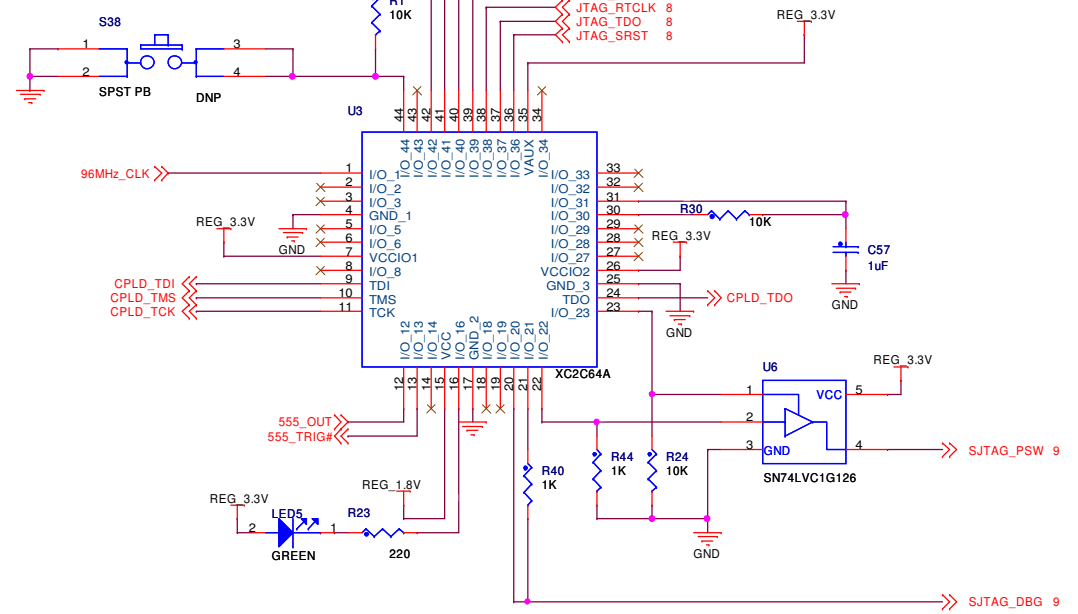 R1
10K
JTAG_RTCLK 8
JTAG_TDO 8
JTAG_SRST 8
REG_3.3V
S38
1
2
3
4
SPST PB
DNP
U3
44
43
42
41
40
39
38
37
36
35
34
I/O_44
I/O_43
I/O_42
I/O_41
I/O_40
I/O_39
I/O_38
I/O_37
I/O_36
VAUX
I/O_34
96MHz_CLK
1 I/O_1
2 I/O_2
3 I/O_3
4 GND_1
5 I/O_5
6 I/O_6
7 VCCIO1
8 I/O_8
9 TDI
10 TMS
11 TCK
REG_3.3V
GND
CPLD_TDI
CPLD_TMS
CPLD_TCK
I/O_33 33
I/O_32 32
I/O_31 31
I/O_30 30
I/O_29 29
I/O_28 28
I/O_27 27
VCCIO2 26
GND_3 25
TDO 24
I/O_23 23
R30
10K
REG_3.3V
C57
1uF
GND
CPLD_TDO
GND
I/O_12
I/O_13
I/O_14
VCC
I/O_16
GND_2
I/O_18
I/O_19
I/O_20
I/O_21
I/O_22
12
13
14
15
16
17
18
19
20
21
22
XC2C64A
555_OUT
555_TRIG#
U6
REG_3.3V
1
2
3
VCC
GND
5
4
SN74LVC1G126
SJTAG_PSW 9
R40
1K
R44
1K
R24
10K
GND
REG_1.8V
REG_3.3V
LED5
2
1
GREEN
R23
220
SJTAG_DBG 9